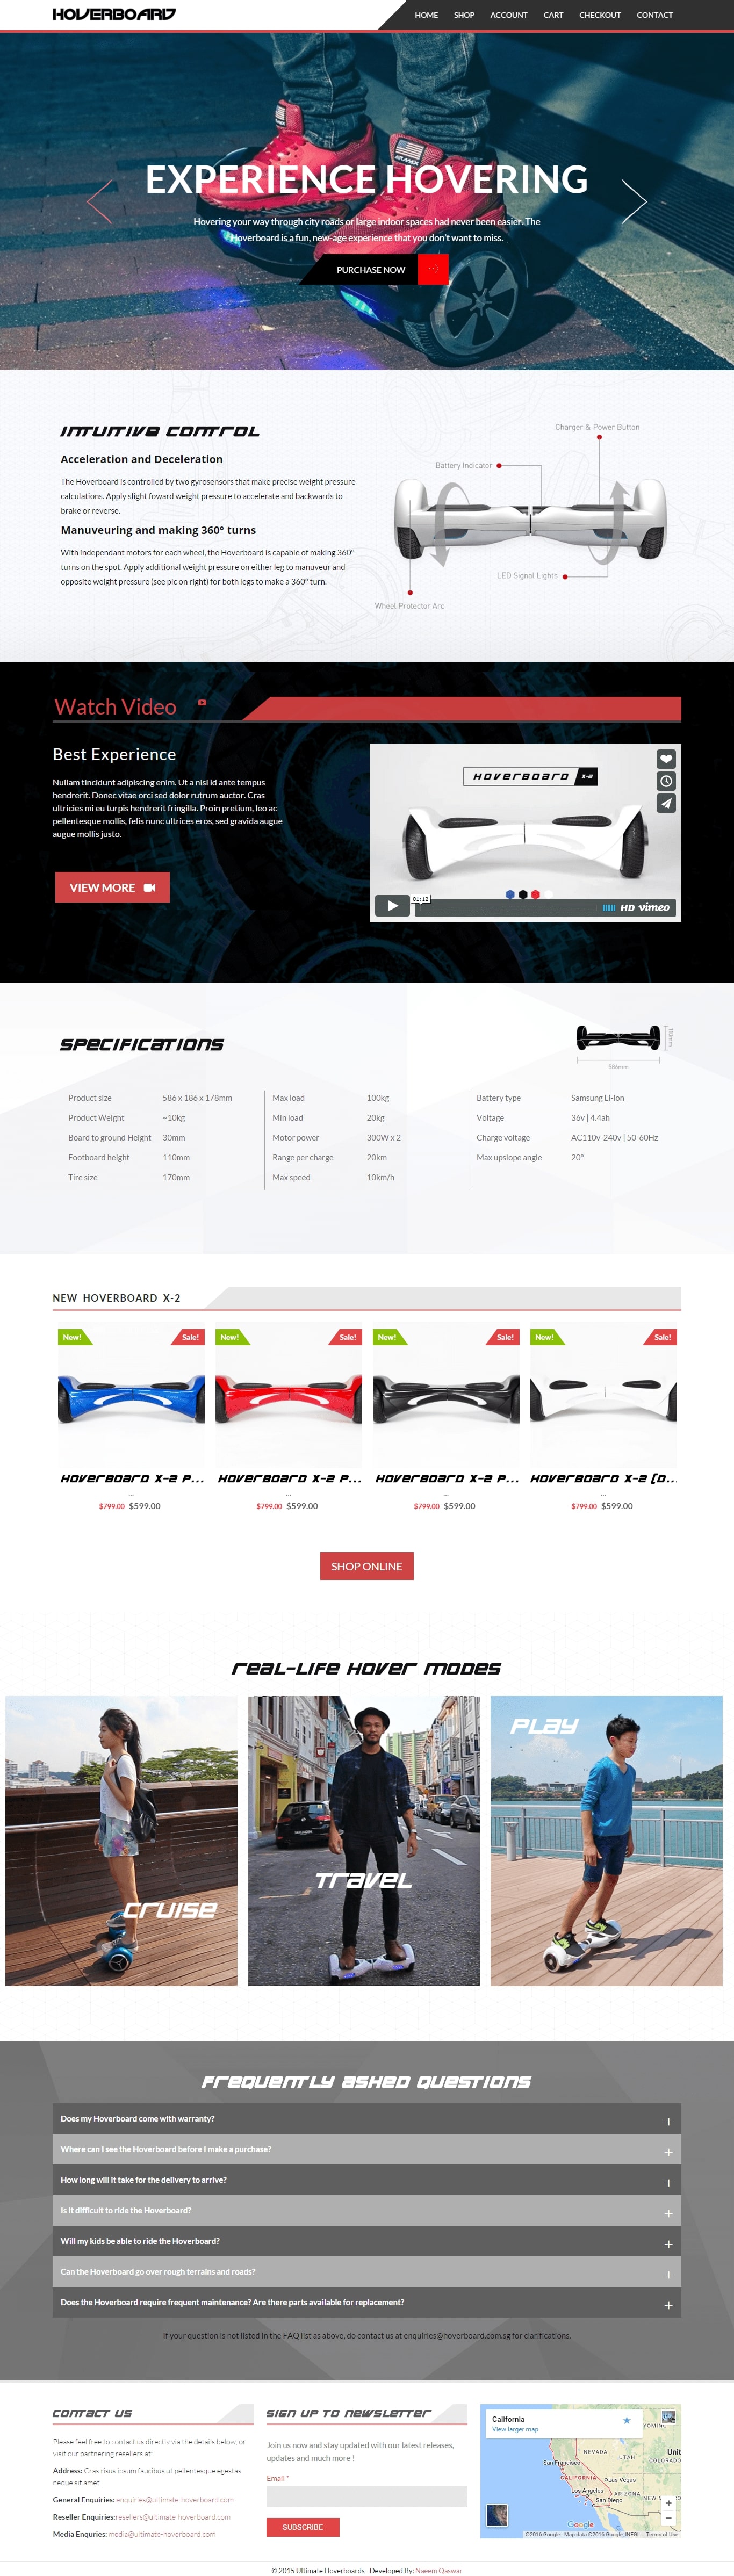 HOVERBOARD
HOME SHOP ACCOUNT CART CHECKOUT CONTACT
EXPERIENCE HOVERING
Hovering your way through city roads or large indoor spaces had never been easier. The
Hoverboard is a fun, new-age experience that you don't want to miss.
PURCHASE NOW
INTUITIVE CONTROL
Acceleration and Deceleration
The Hoverboard is controlled by two gyrosensors that make precise weight pressure
calculations. Apply slight foward weight pressure to accelerate and backwards to
brake or reverse.
Manuveuring and making 360° turns
With independant motors for each wheel, the Hoverboard is capable of making 360°
turns on the spot. Apply additional weight pressure on either leg to manuveur and
opposite weight pressure (see pic on right) for both legs to make a 360° turn.
Charger & Power Button
Battery Indicator
LED Signal Lights
Wheel Protector Arc
Watch Video
Best Experience
Nullam tincidunt adipiscing enim. Ut a nisl id ante tempus
hendrerit. Donec vitae orci sed dolor rutrum auctor. Cras
ultricies mi eu turpis hendrerit fringilla. Proin pretium, leo ac
pellentesque mollis, felis nunc ultrices eros, sed gravida augue
augue mollis justo.
VIEW MORE
HOVERBOARD X-2
01:12
HD vimeo
SPECIFICATIONS
586mm
Product size 586 x 186 x 178mm
Product Weight ~10kg
Board to ground Height 30mm
Footboard height 110mm
Tire size 170mm
Max load 100kg
Min load 20kg
Motor power 300W x 2
Range per charge 20km
Max speed 10km/h
Battery type Samsung Li-ion
Voltage 36v | 4.4ah
Charge voltage AC110v-240v | 50-60Hz
Max upslope angle 20°
NEW HOVERBOARD X-2
New! Sale! New! Sale! New! Sale! New! Sale!
HOVERBOARD X-2 P... HOVERBOARD X-2 P... HOVERBOARD X-2 P... HOVERBOARD X-2 [O...
... ... ... ...
$799.00 $599.00 $799.00 $599.00 $799.00 $599.00 $799.00 $599.00
SHOP ONLINE
REAL-LIFE HOVER MODES
CRUISE
TRAVEL
PLAY
FREQUENTLY ASKED QUESTIONS
Does my Hoverboard come with warranty?
Where can I see the Hoverboard before I make a purchase?
How long will it take for the delivery to arrive?
Is it difficult to ride the Hoverboard?
Will my kids be able to ride the Hoverboard?
Can the Hoverboard go over rough terrains and roads?
Does the Hoverboard require frequent maintenance? Are there parts available for replacement?
If your question is not listed in the FAQ list as above, do contact us at enquiries@hoverboard.com.sg for clarifications.
CONTACT US
Please feel free to contact us directly via the details below, or
visit our partnering resellers at:
Address: Cras risus ipsum faucibus ut pellentesque egestas
neque sit amet.
General Enquiries: enquiries@ultimate-hoverboard.com
Reseller Enquiries:resellers@ultimate-hoverboard.com
Media Enquries: media@ultimate-hoverboard.com
SIGN UP TO NEWSLETTER
Join us now and stay updated with our latest releases,
updates and much more !
Email *
SUBSCRIBE
California
View larger map
WYOMING
NEVADA
UTAH
COLORADO
Unit
San Francisco
CALIFORNIA
Las Vegas
Los Angeles
ARIZONA
San Diego
NEW M
Google
©2016 Google - Map data ©2016 Google, INEGI Terms of Use
© 2015 Ultimate Hoverboards - Developed By: Naeem Qaswar